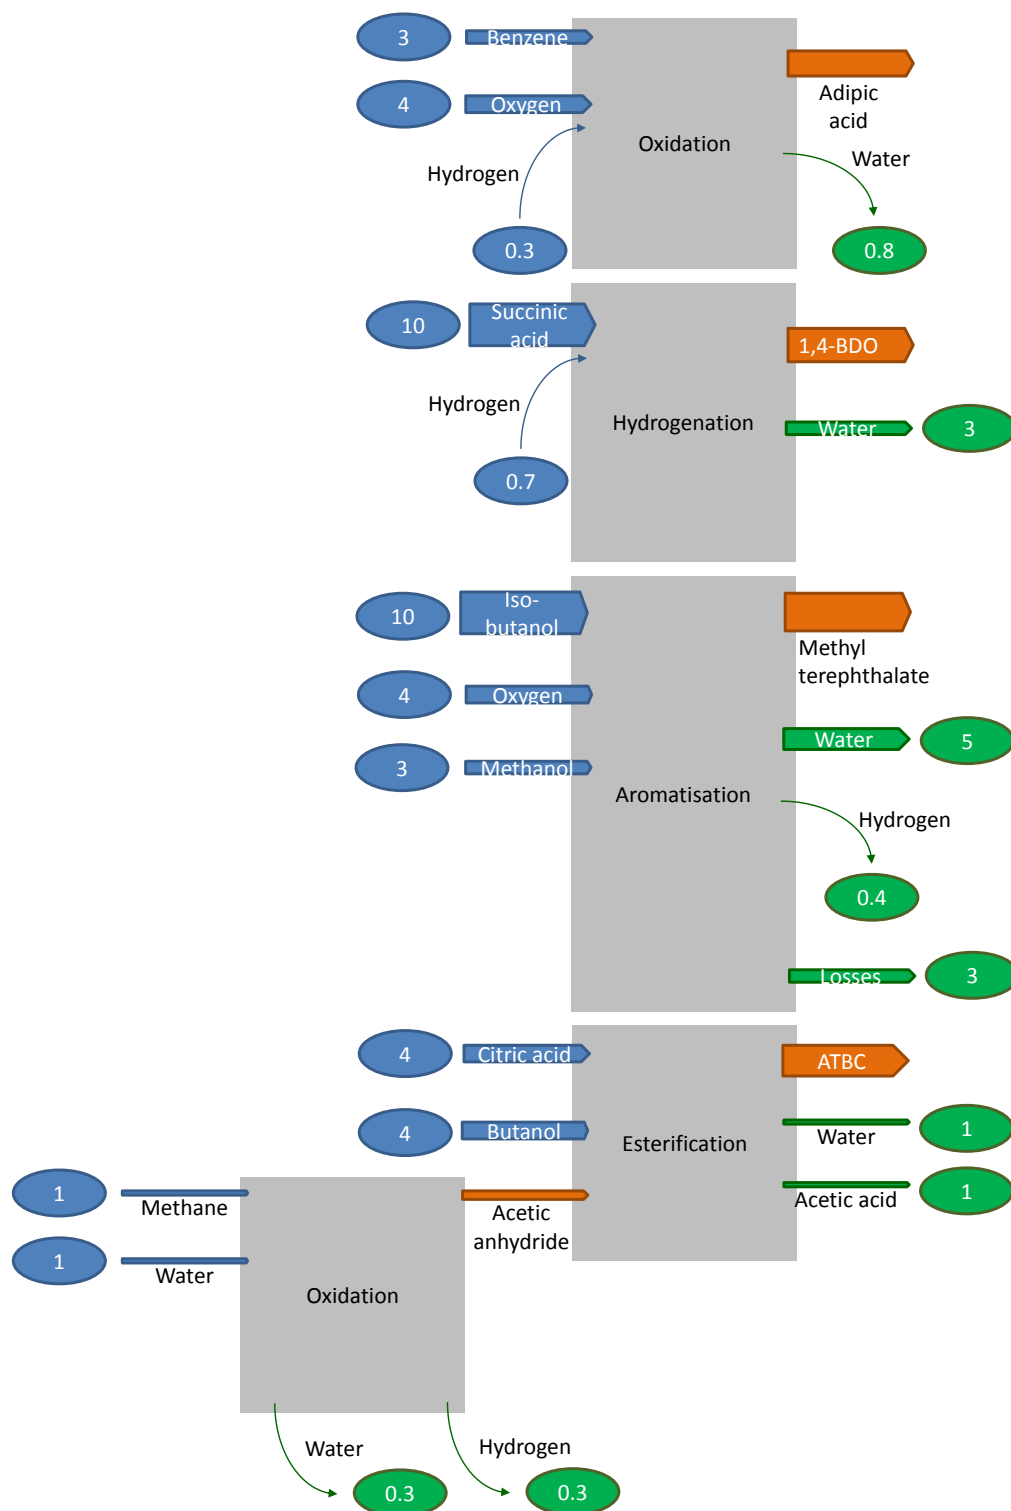 3
Benzene
4
Oxygen
Hydrogen
0.3
Oxidation
Adipic
acid
Water
0.8
10
Succinic
acid
Hydrogen
0.7
Hydrogenation
1,4-BDO
Water
3
10
Iso-
butanol
4
Oxygen
3
Methanol
Aromatisation
Methyl
terephthalate
Water
5
Hydrogen
0.4
Losses
3
4
Citric acid
4
Butanol
Esterification
ATBC
Water
1
Acetic acid
1
1
Methane
1
Water
Oxidation
Acetic
anhydride
Water
0.3
Hydrogen
0.3